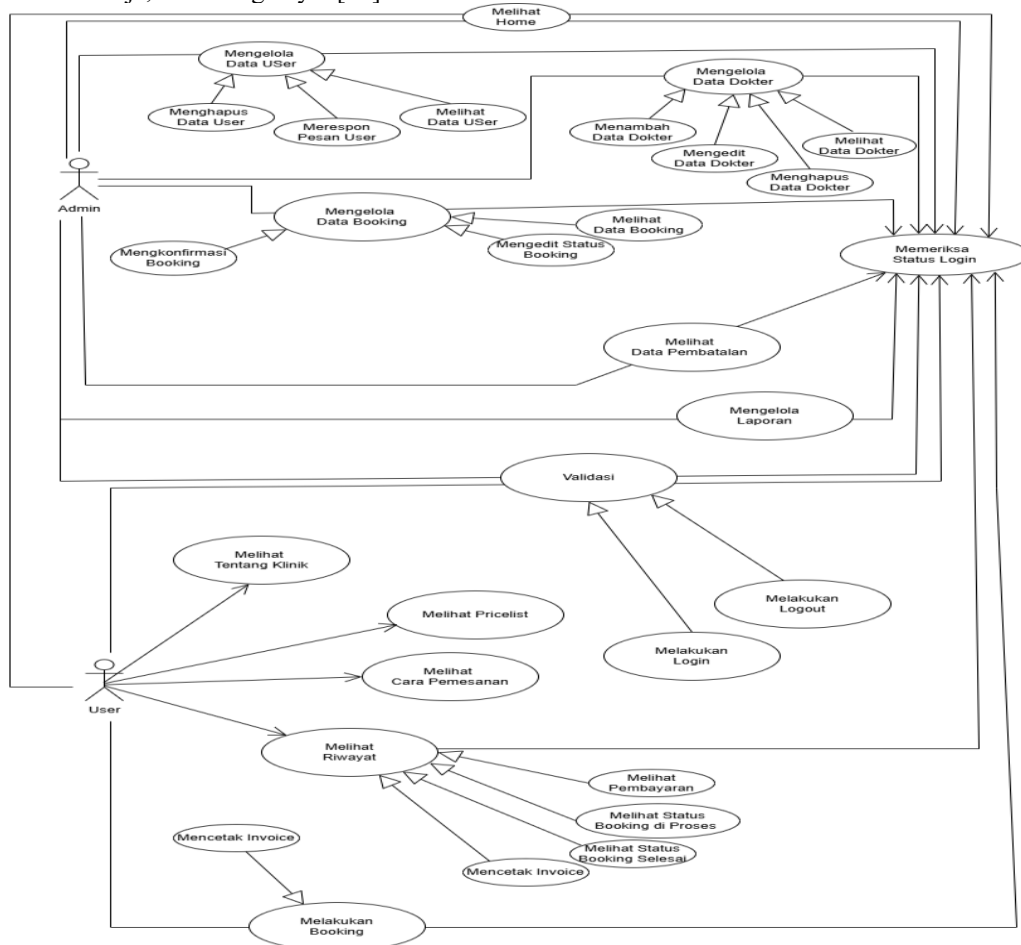 Melihat
Home
Mengelola
Data USer
Menghapus
Data User
Merespon
Pesan User
Melihat
Data USer
Mengelola
Data Dokter
Menambah
Data Dokter
Mengedit
Data Dokter
Menghapus
Data Dokter
Melihat
Data Dokter
Admin
Mengelola
Data Booking
Mengkonfirmasi
Booking
Melihat
Data Booking
Mengedit Status
Booking
Memeriksa
Status Login
Melihat
Data Pembatalan
Mengelola
Laporan
Validasi
Melihat
Tentang Klinik
Melihat Pricelist
Melihat
Cara Pemesanan
Melakukan
Logout
Melakukan
Login
User
Melihat
Riwayat
Melihat
Pembayaran
Melihat Status
Booking di Proses
Melihat Status
Booking Selesai
Mencetak Invoice
Mencetak Invoice
Melakukan
Booking